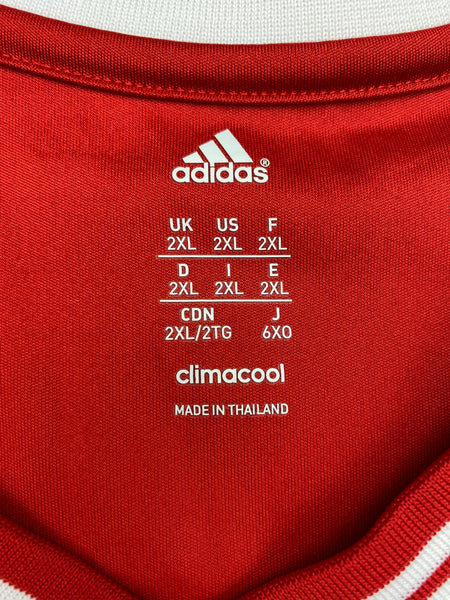 adidas®
UK US F
2XL 2XL 2XL
D I E
2XL 2XL 2XL
CDN J
2XL/2TG 6XO
climacool
MADE IN THAILAND